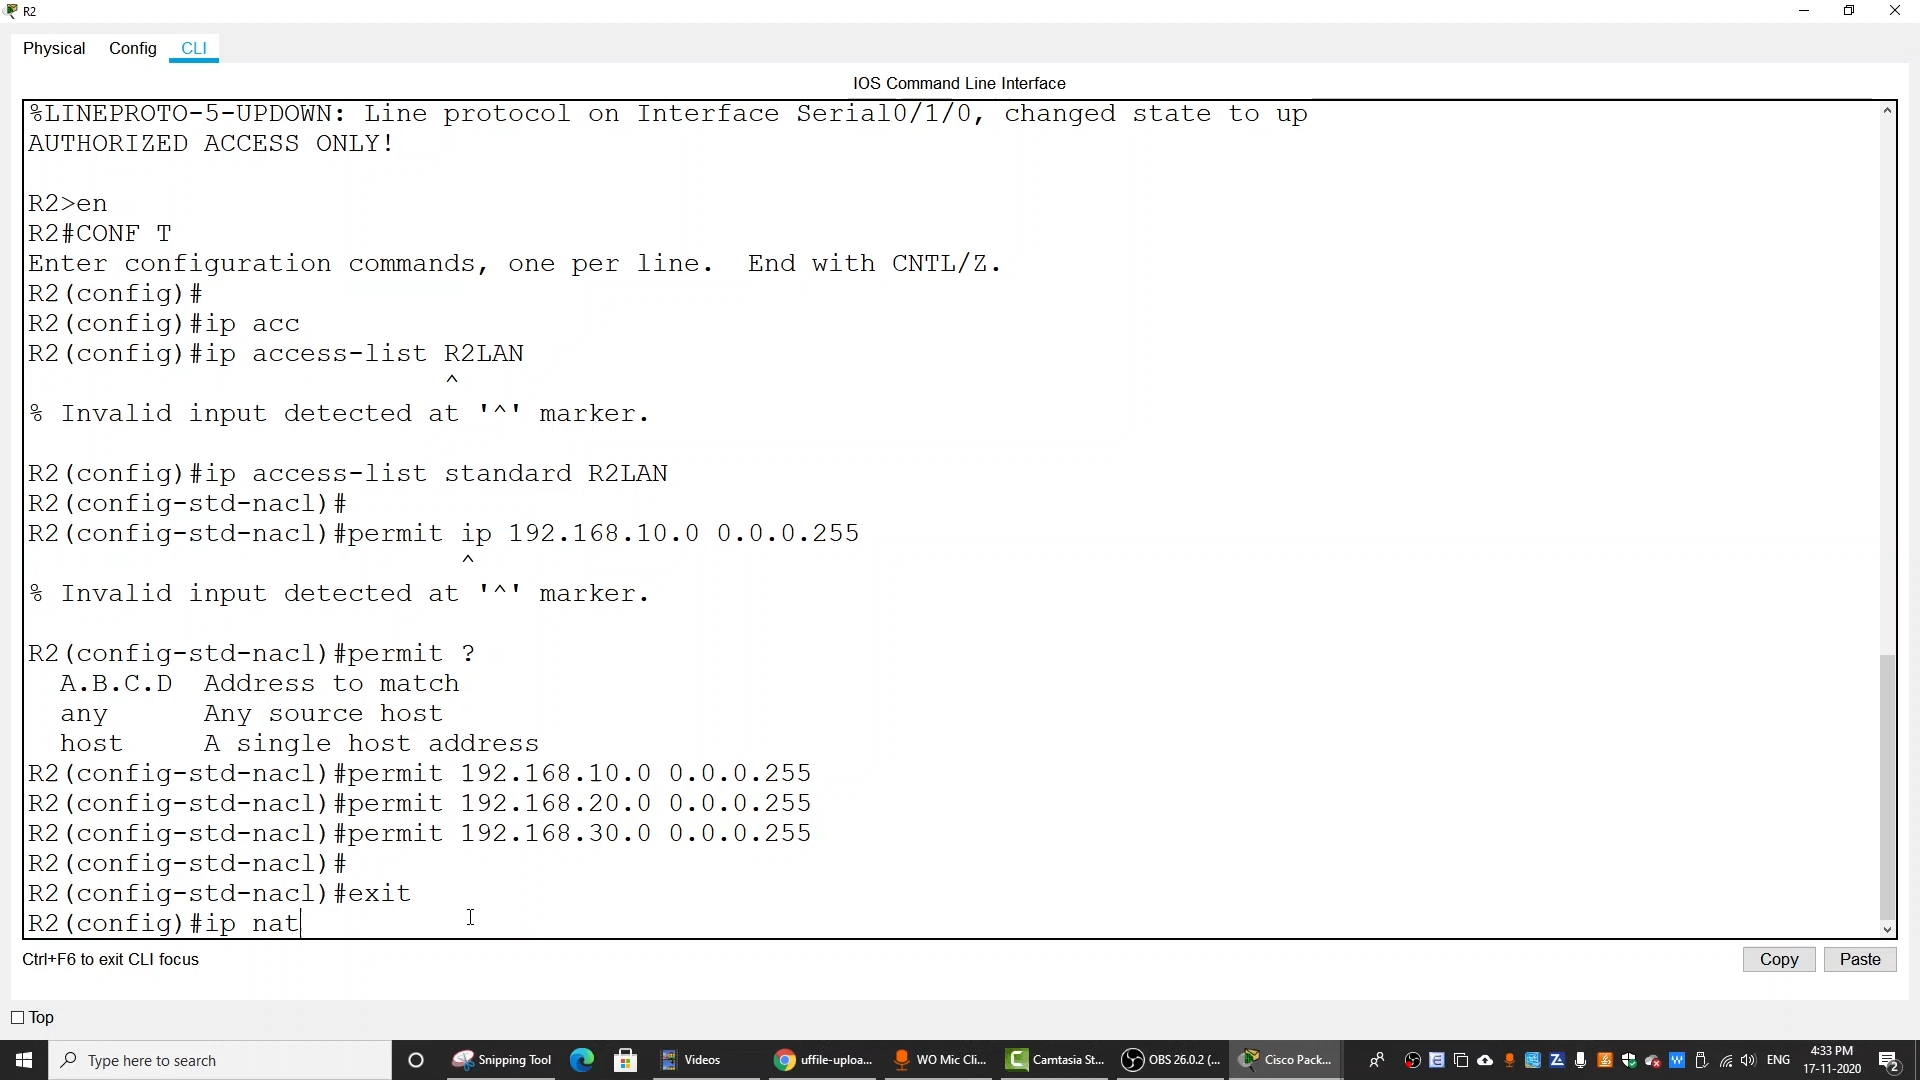 R2
Physical Config CLI
IOS Command Line Interface
%LINEPROTO-5-UPDOWN: Line protocol on Interface Serial0/1/0, changed state to up
AUTHORIZED ACCESS ONLY!
R2>en
R2#CONF T
Enter configuration commands, one per line.  End with CNTL/Z.
R2(config)#
R2(config)#ip acc
R2(config)#ip access-list R2LAN
^
% Invalid input detected at '^' marker.
R2(config)#ip access-list standard R2LAN
R2(config-std-nacl)#
R2(config-std-nacl)#permit ip 192.168.10.0 0.0.0.255
^
% Invalid input detected at '^' marker.
R2(config-std-nacl)#permit ?
A.B.C.D  Address to match
any      Any source host
host     A single host address
R2(config-std-nacl)#permit 192.168.10.0 0.0.0.255
R2(config-std-nacl)#permit 192.168.20.0 0.0.0.255
R2(config-std-nacl)#permit 192.168.30.0 0.0.0.255
R2(config-std-nacl)#
R2(config-std-nacl)#exit
R2(config)#ip nat
Ctrl+F6 to exit CLI focus
Copy Paste
Top
Type here to search Snipping Tool Videos uffile-uploa... WO Mic Cli... Camtasia St... OBS 26.0.2 (... Cisco Pack... ENG 4:33 PM
17-11-2020 2